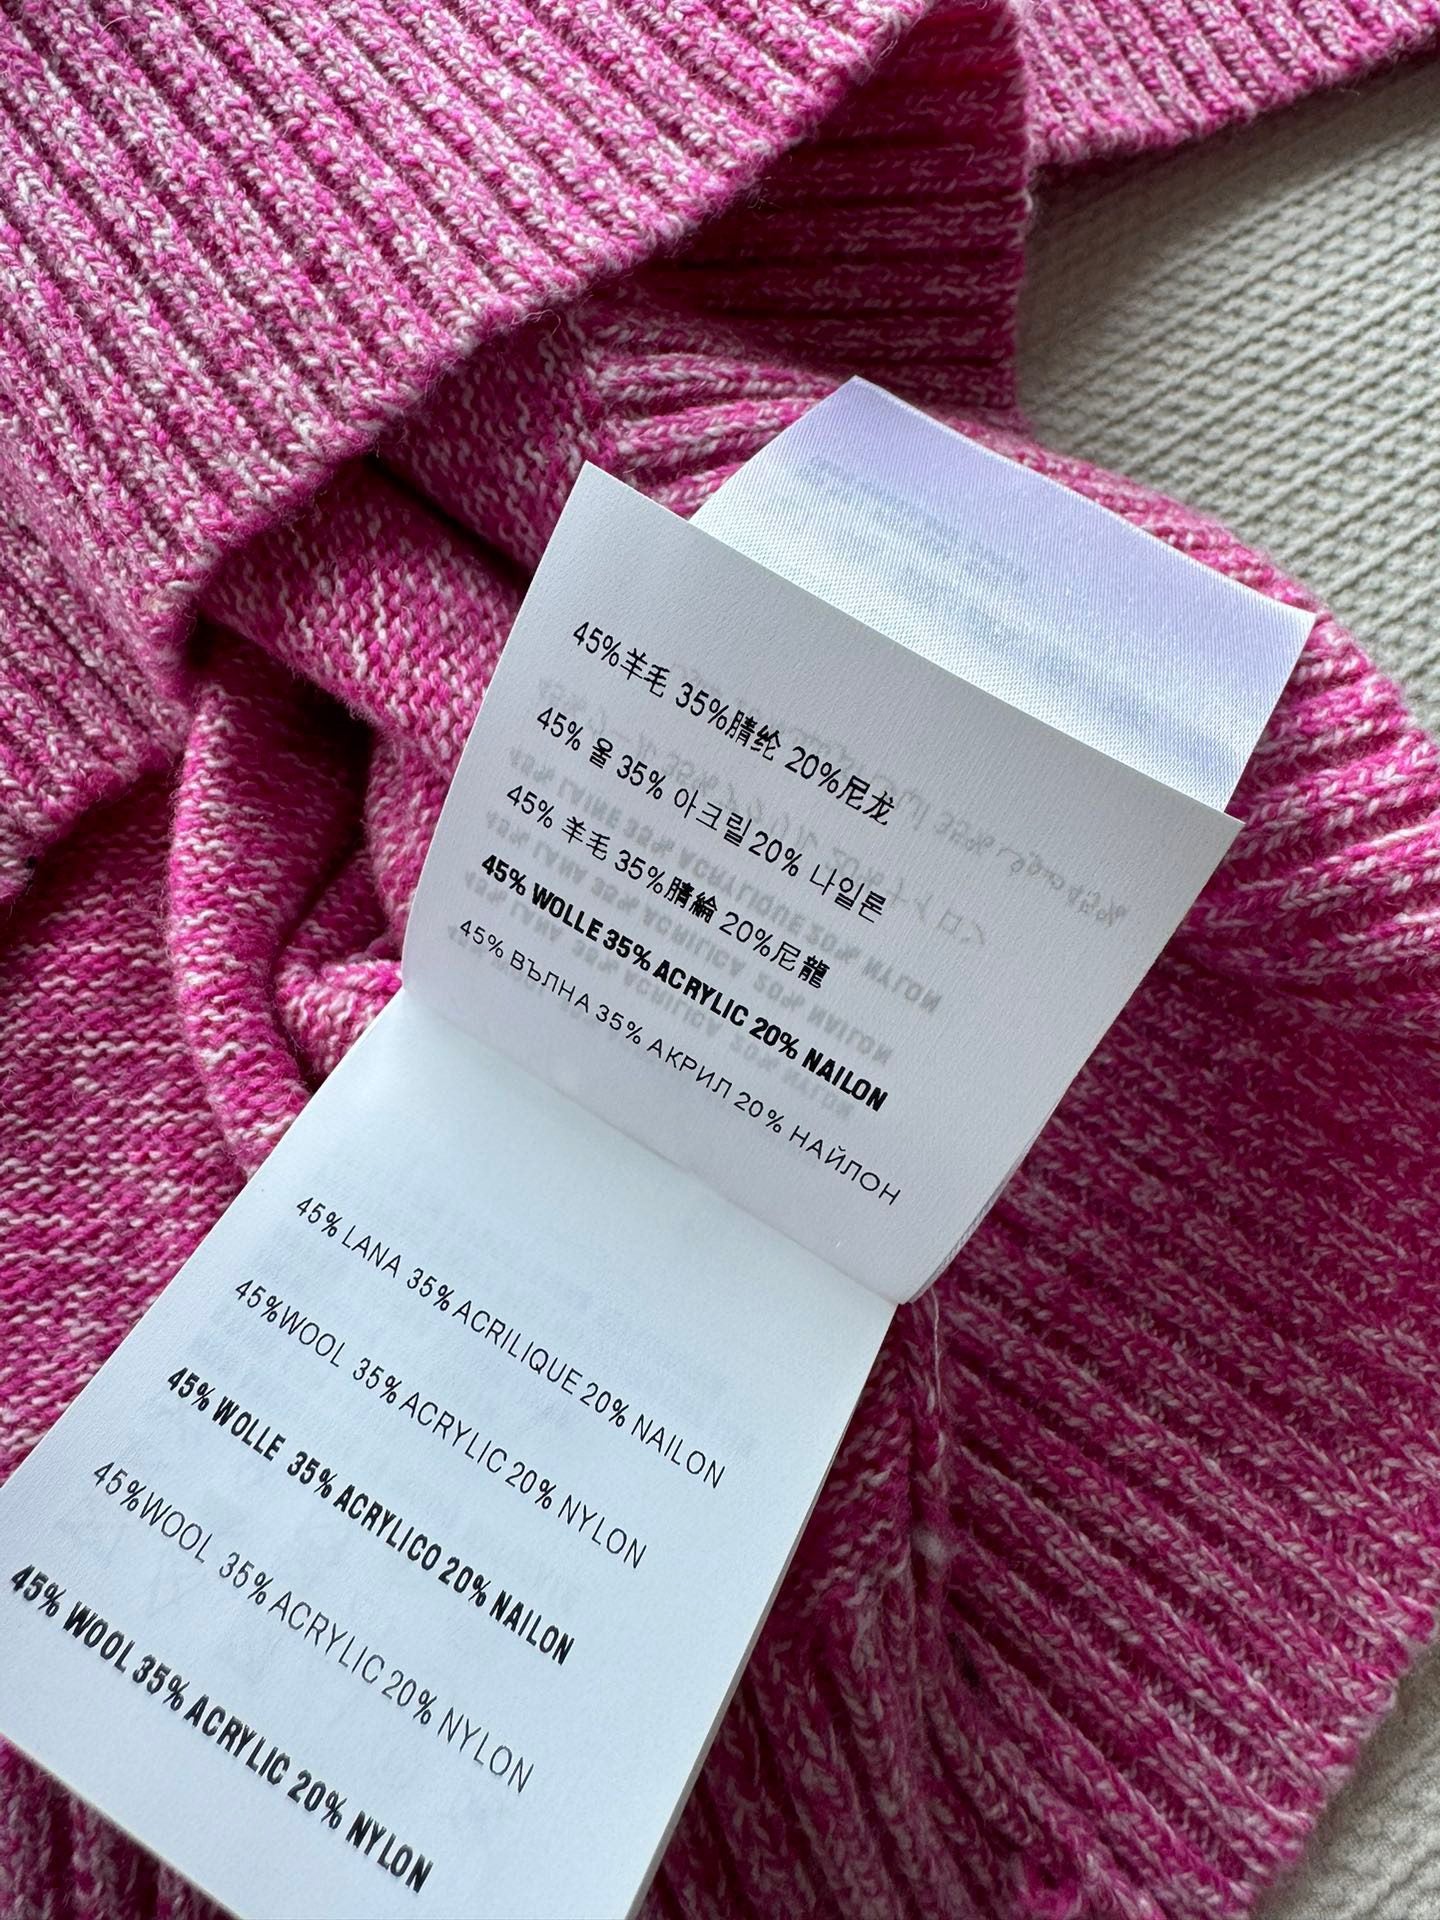 45%羊毛 35%腈纶 20%尼龙
45% 울 35% 아크릴 20% 나일론
45% 羊毛 35%腈綸 20%尼龍
45% WOLLE 35% ACRYLIC 20% NAILON
45% ВЪЛНА 35% АКРИЛ 20% НАЙЛОН
45% LANA 35% ACRILIQUE 20% NAILON
45%WOOL 35% ACRYLIC 20% NYLON
45% WOLLE 35% ACRYLICO 20% NAILON
45%WOOL 35% ACRYLIC 20% NYLON
45% WOOL 35% ACRYLIC 20% NYLON